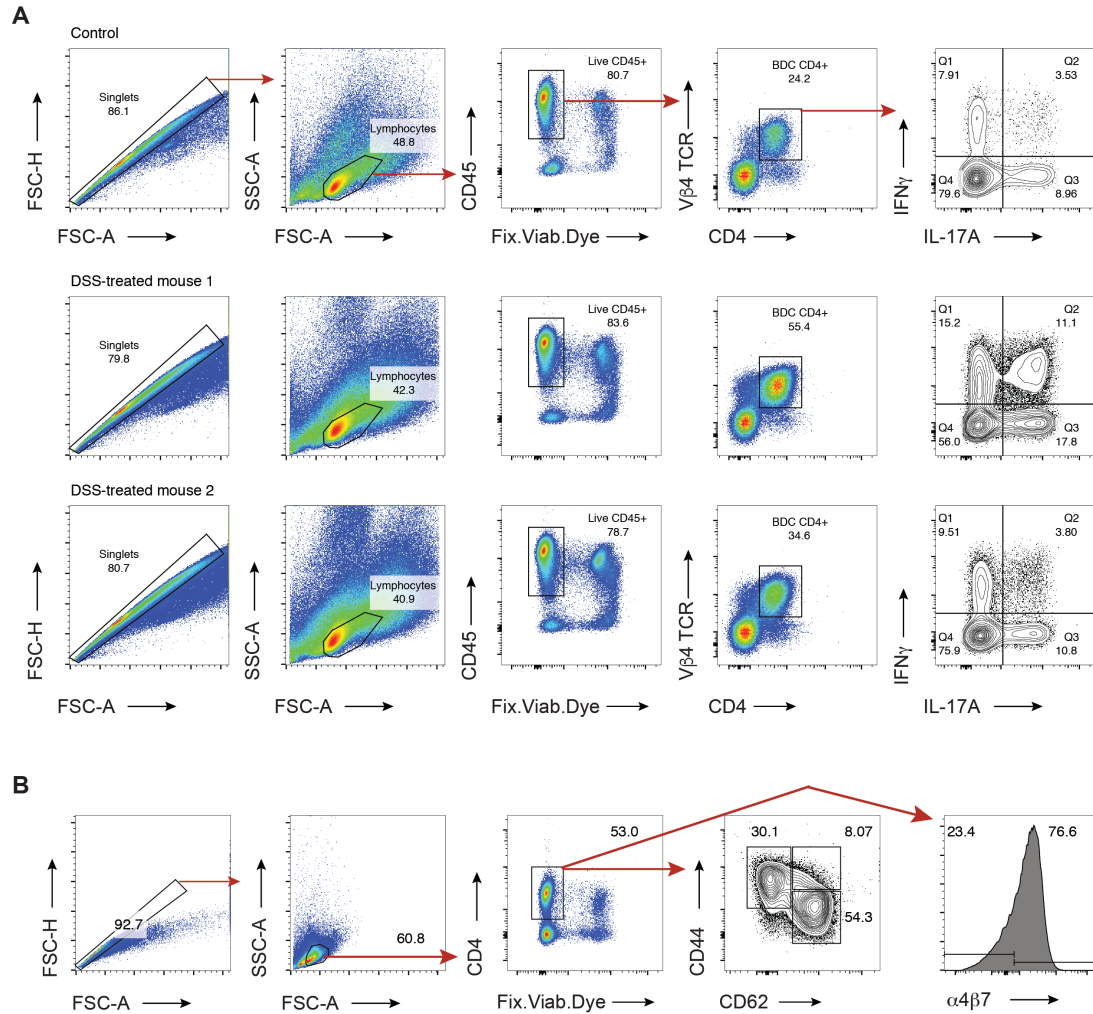 A
Control
Singlets
86.1
FSC-H
FSC-A
Lymphocytes
48.8
SSC-A
FSC-A
Live CD45+
80.7
CD45
Fix.Viab.Dye
BDC CD4+
24.2
Vβ4 TCR
CD4
Q1
7.91
Q2
3.53
Q4
79.6
Q3
8.96
IFNγ
IL-17A
DSS-treated mouse 1
Singlets
79.8
Lymphocytes
42.3
Live CD45+
83.6
BDC CD4+
55.4
Q1
15.2
Q2
11.1
Q4
56.0
Q3
17.8
DSS-treated mouse 2
Singlets
80.7
FSC-H
FSC-A
Lymphocytes
40.9
SSC-A
FSC-A
Live CD45+
78.7
CD45
Fix.Viab.Dye
BDC CD4+
34.6
Vβ4 TCR
CD4
Q1
9.51
Q2
3.80
Q4
75.9
Q3
10.8
IFNγ
IL-17A
B
92.7
FSC-H
FSC-A
60.8
SSC-A
FSC-A
53.0
CD4
Fix.Viab.Dye
30.1
8.07
54.3
CD44
CD62
23.4
76.6
α4β7